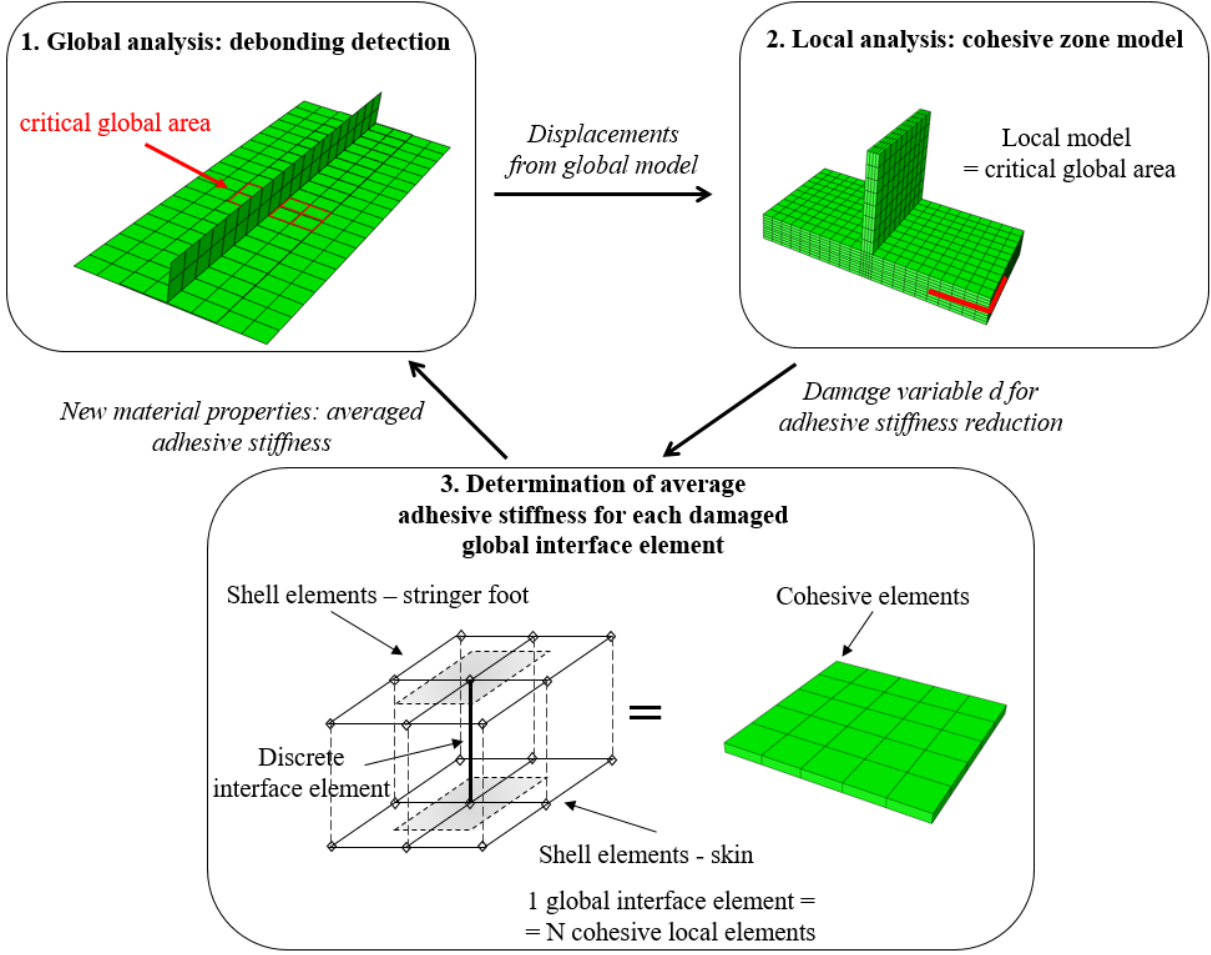 1. Global analysis: debonding detection
critical global area
Displacements
from global model
2. Local analysis: cohesive zone model
Local model
= critical global area
New material properties: averaged
adhesive stiffness
Damage variable d for
adhesive stiffness reduction
3. Determination of average
adhesive stiffness for each damaged
global interface element
Shell elements – stringer foot
Cohesive elements
=
Discrete
interface element
Shell elements - skin
1 global interface element =
= N cohesive local elements